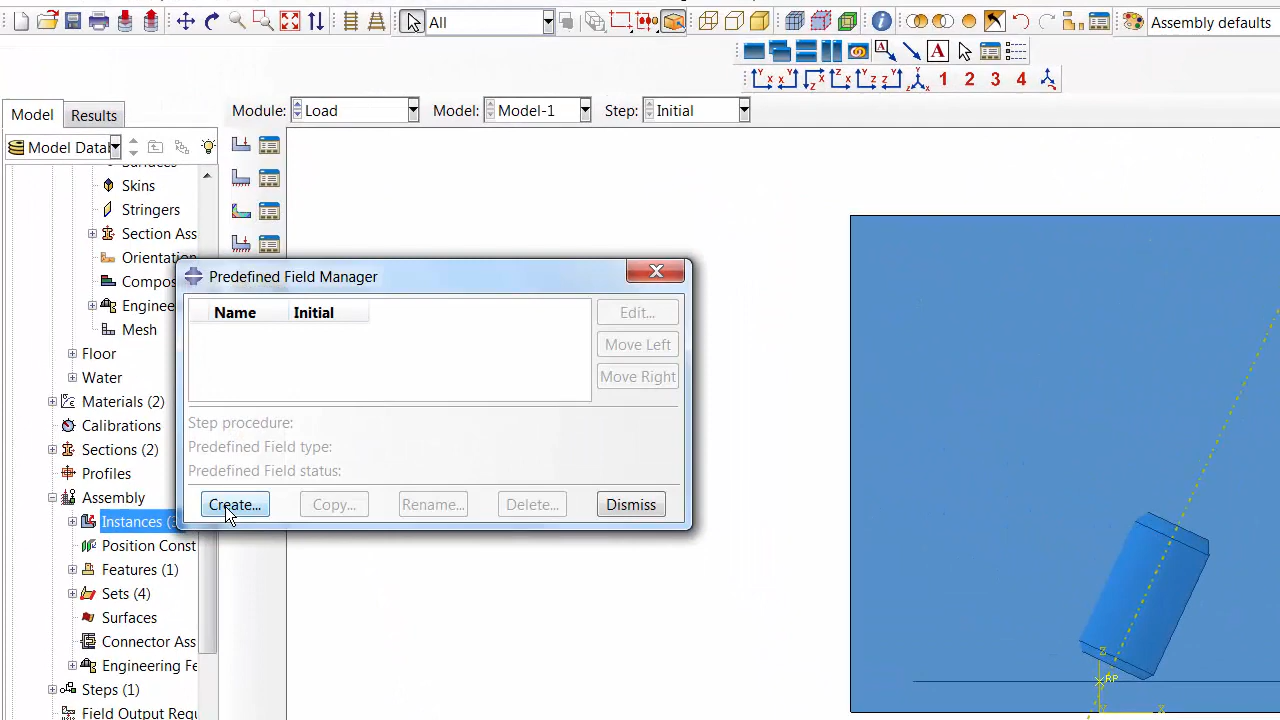 All
Assembly defaults
1 2 3 4
Model Results
Module: Load Model: Model-1 Step: Initial
Model Datab
Surfaces
Skins
Stringers
Section Ass
Orientation
Compos
Enginee
Mesh
Floor
Water
Materials (2)
Calibrations
Sections (2)
Profiles
Assembly
Instances (3
Position Const
Features (1)
Sets (4)
Surfaces
Connector Ass
Engineering Fe
Steps (1)
Field Output Requ
Predefined Field Manager
Name Initial
Edit...
Move Left
Move Right
Step procedure:
Predefined Field type:
Predefined Field status:
Create... Copy... Rename... Delete... Dismiss
Z
RP
X